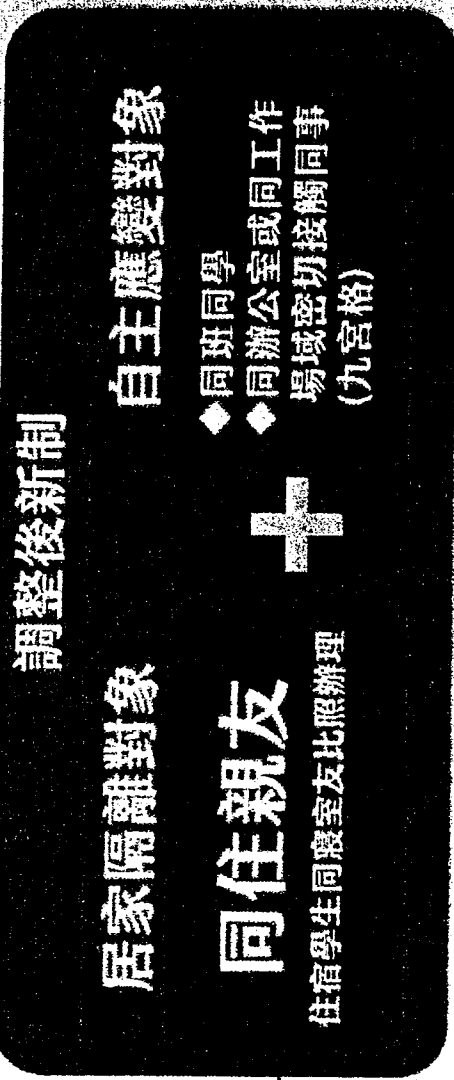 調整後新制
居家隔離對象
同住親友
住宿學生同寢室友比照辦理
+
自主應變對象
◆同班同學
◆同辦公室或同工作
場域密切接觸同事
(九宮格)